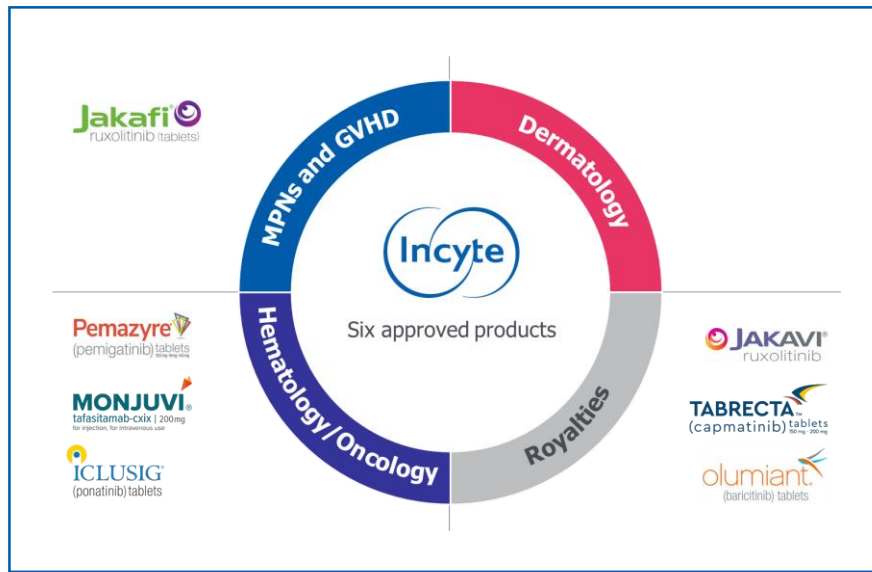 Jakafi®
ruxolitinib (tablets)
MPNs and GVHD
Dermatology
Incyte
Six approved products
Hematology/Oncology
Royalties
Pemazyre®
(pemigatinib) tablets
MONJUVI®
tafasitamab-cxix | 200mg
for injection, for intravenous use
ICLUSIG®
(ponatinib) tablets
JAKAVI®
ruxolitinib
TABRECTA™
(capmatinib) tablets
150 mg · 200 mg
olumiant®
(baricitinib) tablets